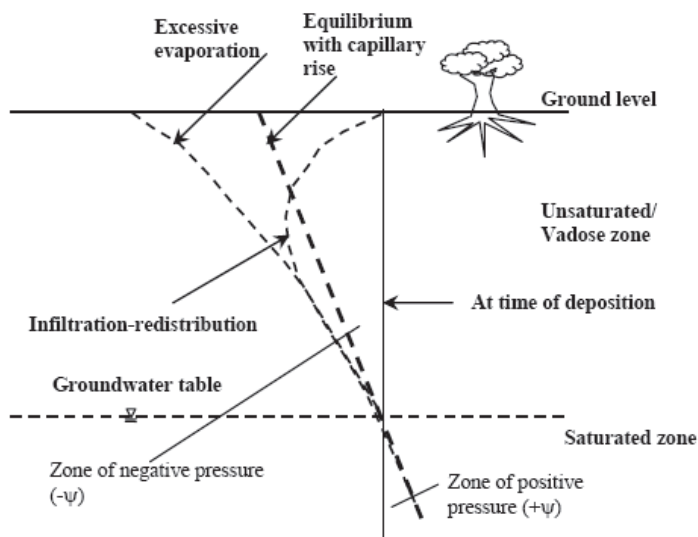 Excessive
evaporation
Equilibrium
with capillary
rise
Ground level
Unsaturated/
Vadose zone
At time of deposition
Infiltration-redistribution
Groundwater table
Saturated zone
Zone of negative pressure
(-ψ)
Zone of positive
pressure (+ψ)